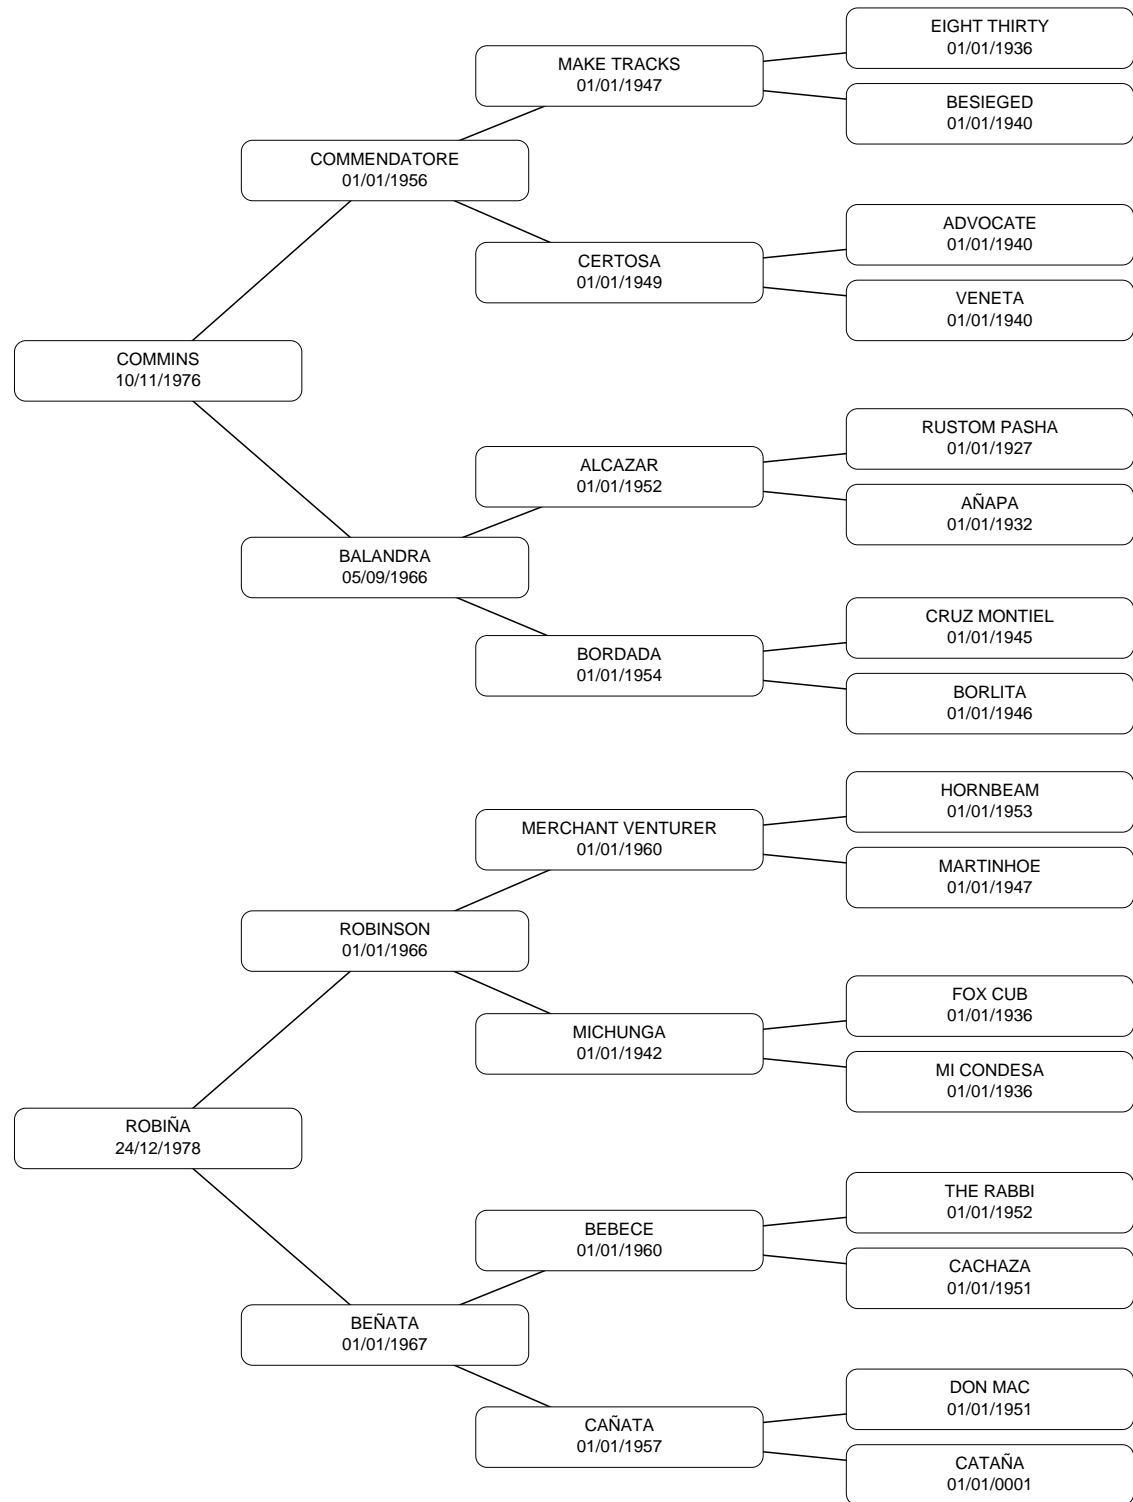 EIGHT THIRTY
01/01/1936
MAKE TRACKS
01/01/1947
BESIEGED
01/01/1940
COMMENDATORE
01/01/1956
ADVOCATE
01/01/1940
CERTOSA
01/01/1949
VENETA
01/01/1940
COMMINS
10/11/1976
RUSTOM PASHA
01/01/1927
ALCAZAR
01/01/1952
AÑAPA
01/01/1932
BALANDRA
05/09/1966
CRUZ MONTIEL
01/01/1945
BORDADA
01/01/1954
BORLITA
01/01/1946
HORNBEAM
01/01/1953
MERCHANT VENTURER
01/01/1960
MARTINHOE
01/01/1947
ROBINSON
01/01/1966
FOX CUB
01/01/1936
MICHUNGA
01/01/1942
MI CONDESA
01/01/1936
ROBIÑA
24/12/1978
THE RABBI
01/01/1952
BEBECE
01/01/1960
CACHAZA
01/01/1951
BEÑATA
01/01/1967
DON MAC
01/01/1951
CAÑATA
01/01/1957
CATAÑA
01/01/0001